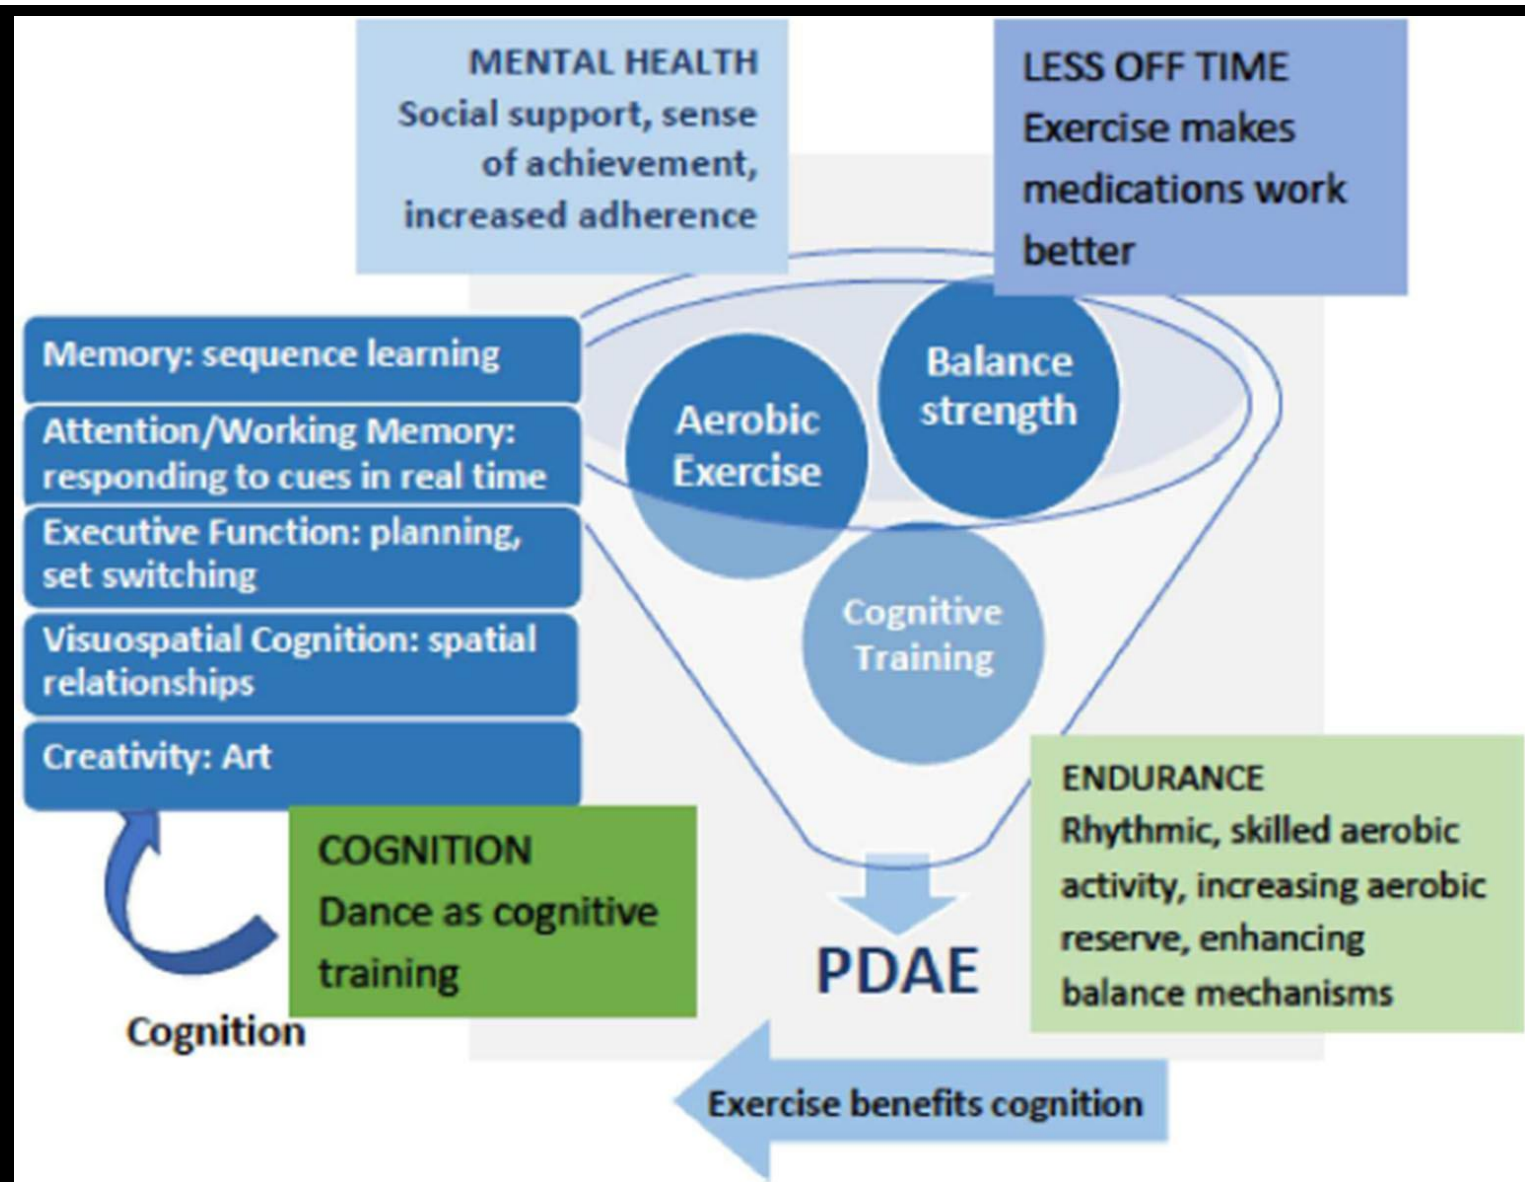 MENTAL HEALTH
Social support, sense
of achievement,
increased adherence
LESS OFF TIME
Exercise makes
medications work
better
Memory: sequence learning
Attention/Working Memory:
responding to cues in real time
Executive Function: planning,
set switching
Visuospatial Cognition: spatial
relationships
Creativity: Art
Aerobic
Exercise
Balance
strength
Cognitive
Training
COGNITION
Dance as cognitive
training
Cognition
PDAE
ENDURANCE
Rhythmic, skilled aerobic
activity, increasing aerobic
reserve, enhancing
balance mechanisms
Exercise benefits cognition